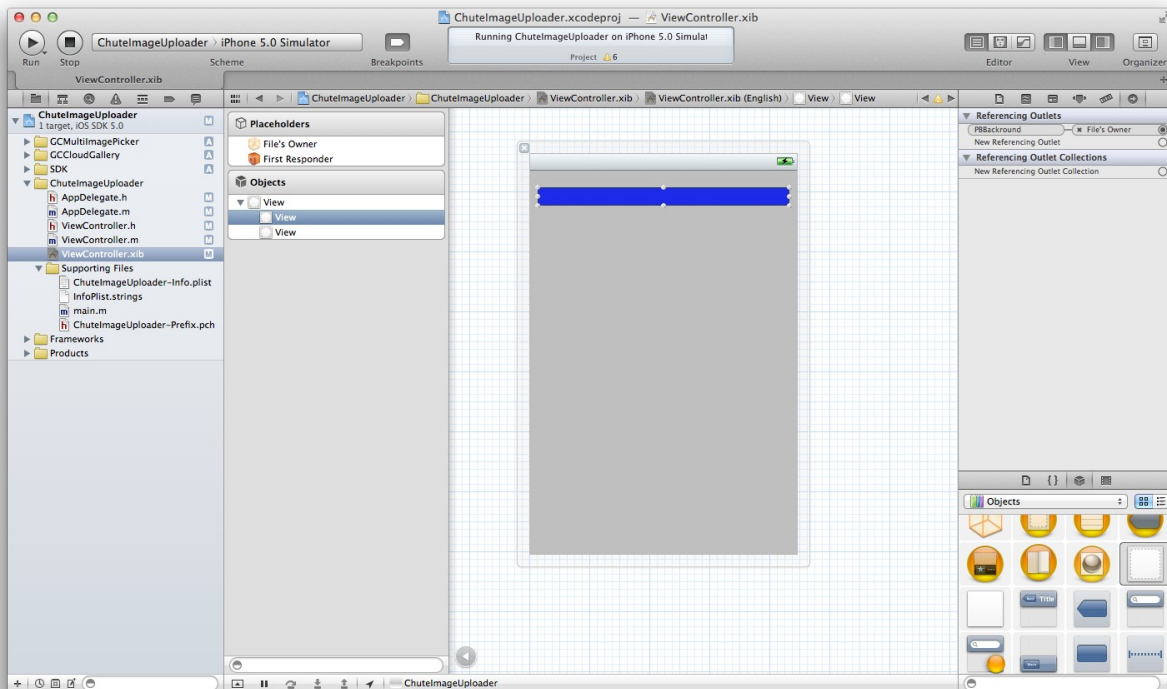 ChuteImageUploader.xcodeproj — ViewController.xib
ChuteImageUploader › iPhone 5.0 Simulator
Running ChuteImageUploader on iPhone 5.0 Simulat
Project 6
Run Stop Scheme Breakpoints Editor View Organizer
ViewController.xib
ChuteImageUploader › ChuteImageUploader › ViewController.xib › ViewController.xib (English) › View › View
ChuteImageUploader M
1 target, iOS SDK 5.0
GCMultiImagePicker A
GCCloudGallery A
SDK A
ChuteImageUploader
h AppDelegate.h M
m AppDelegate.m M
h ViewController.h M
m ViewController.m M
ViewController.xib M
Supporting Files
ChuteImageUploader-Info.plist
InfoPlist.strings
m main.m
h ChuteImageUploader-Prefix.pch
Frameworks
Products
Placeholders
File's Owner
First Responder
Objects
View
View
View
Referencing Outlets
PBBackround File's Owner
New Referencing Outlet
Referencing Outlet Collections
New Referencing Outlet Collection
{}
Objects
Title
ChuteImageUploader